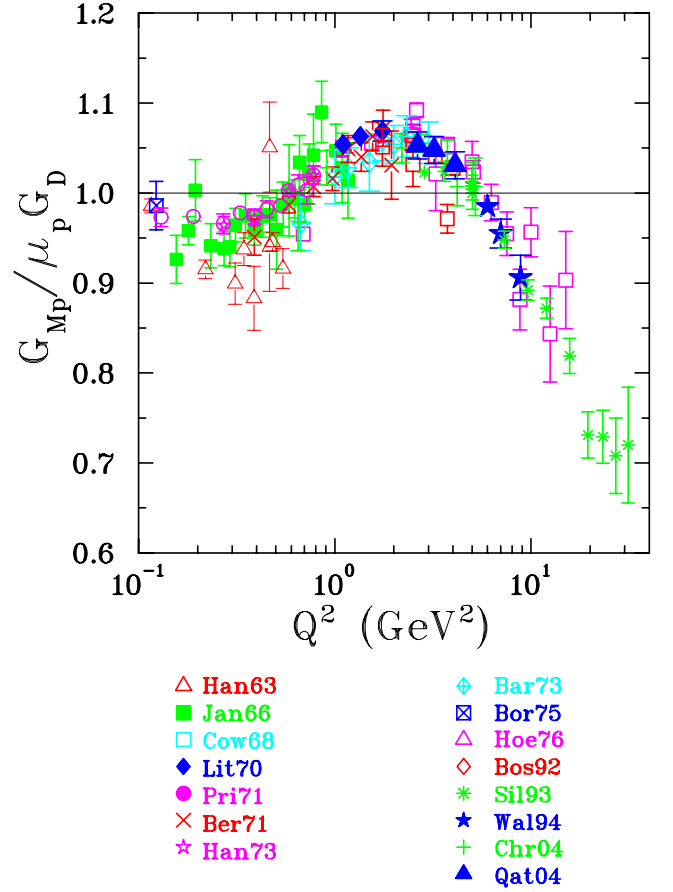 1.2
1.1
1.0
0.9
0.8
0.7
0.6
G_Mp/μ_p G_D
10^-1 10^0 10^1
Q^2 (GeV^2)
Han63
Jan66
Cow68
Lit70
Pri71
Ber71
Han73
Bar73
Bor75
Hoe76
Bos92
Sil93
Wal94
Chr04
Qat04